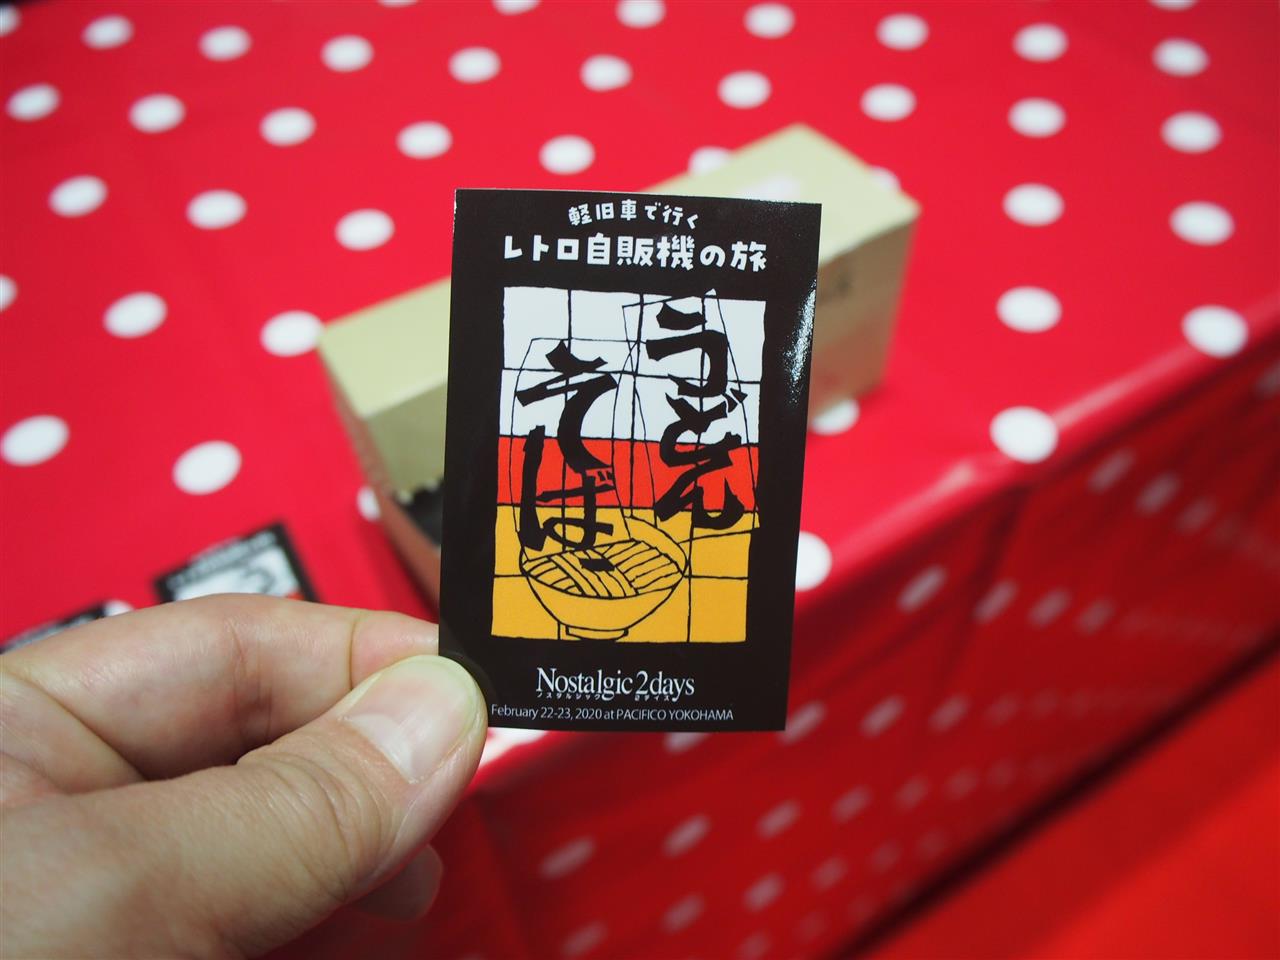 軽旧車で行く
レトロ自販機の旅
うどん
そば
Nostalgic 2days
ノスタルジック 2デイズ
February 22-23, 2020 at PACIFICO YOKOHAMA